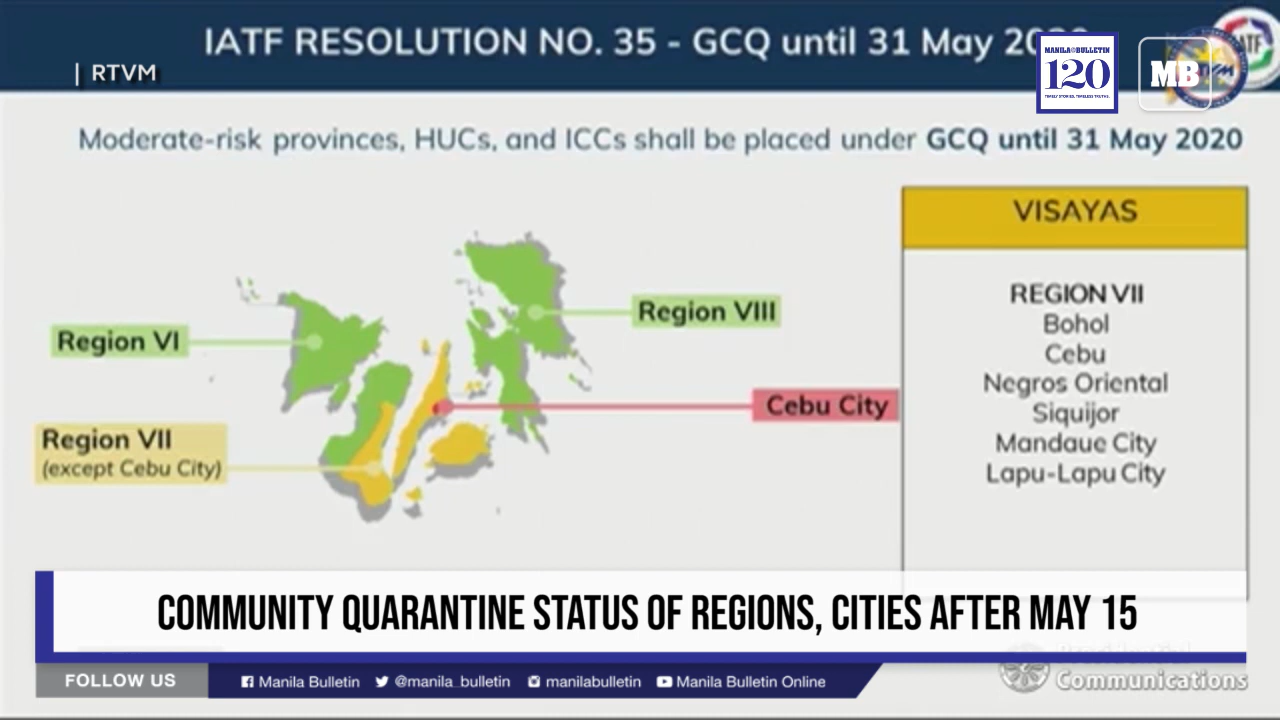 IATF RESOLUTION NO. 35 - GCQ until 31 May
| RTVM
MANILA BULLETIN
120
MB
Moderate-risk provinces, HUCs, and ICCs shall be placed under GCQ until 31 May 2020
VISAYAS
REGION VII
Bohol
Cebu
Negros Oriental
Siquijor
Mandaue City
Lapu-Lapu City
Region VIII
Region VI
Cebu City
Region VII
(except Cebu City)
COMMUNITY QUARANTINE STATUS OF REGIONS, CITIES AFTER MAY 15
FOLLOW US
Manila Bulletin
@manila_bulletin
manilabulletin
Manila Bulletin Online
Communications